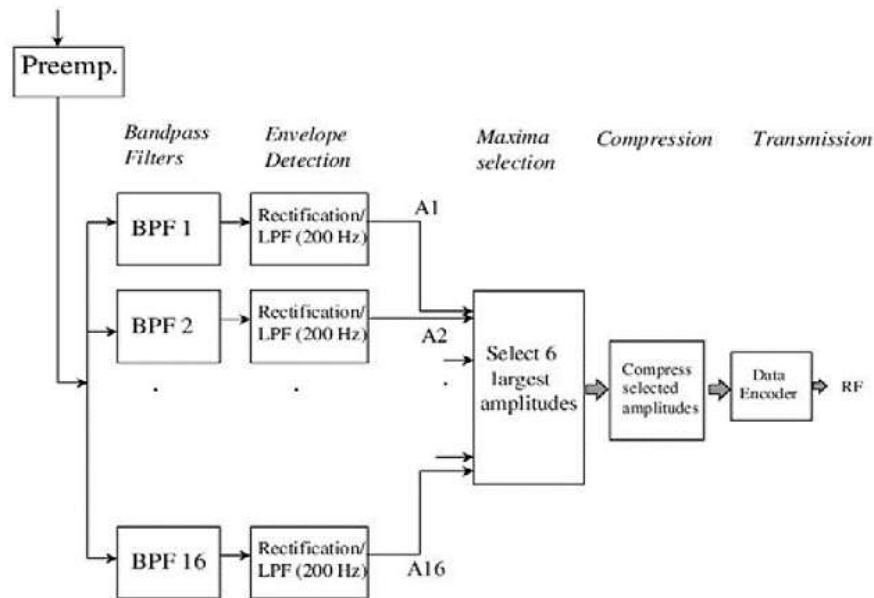 Preemp.
Bandpass
Filters
Envelope
Detection
Maxima
selection
Compression
Transmission
BPF 1
Rectification/
LPF (200 Hz)
A1
BPF 2
Rectification/
LPF (200 Hz)
A2
Select 6
largest
amplitudes
Compress
selected
amplitudes
Data
Encoder
RF
BPF 16
Rectification/
LPF (200 Hz)
A16